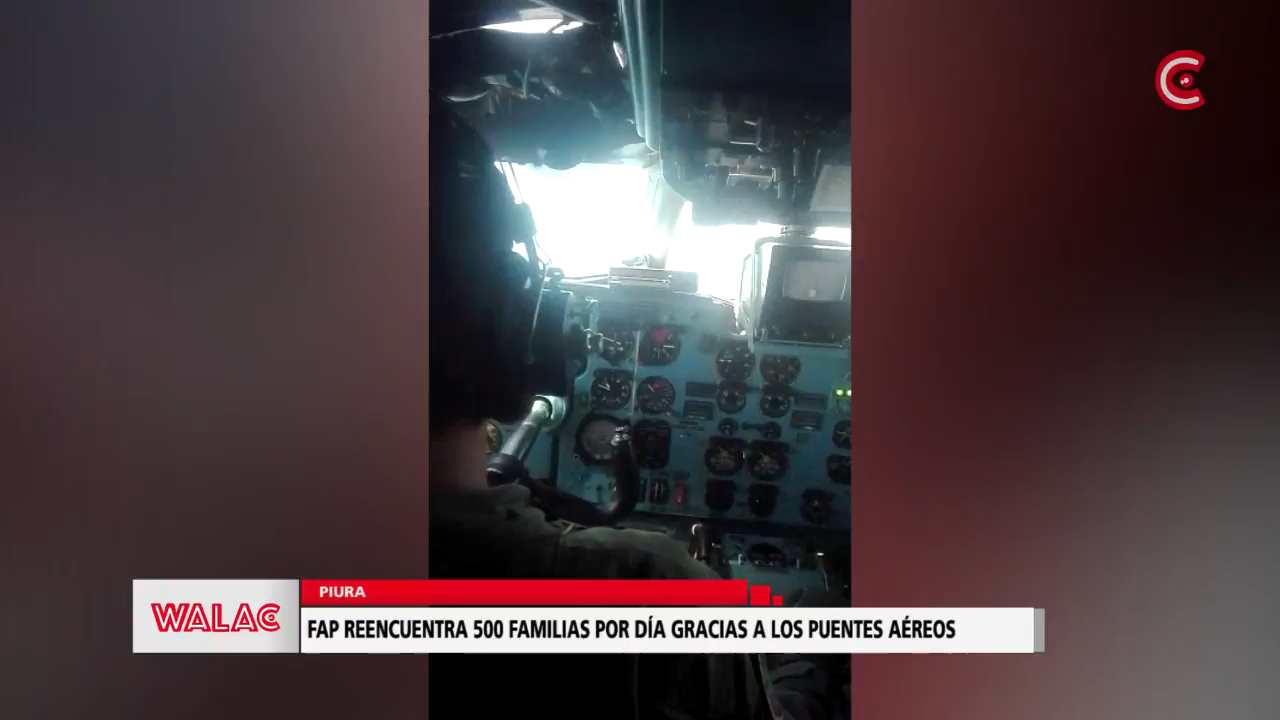 PIURA
WALAC
FAP REENCUENTRA 500 FAMILIAS POR DÍA GRACIAS A LOS PUENTES AÉREOS